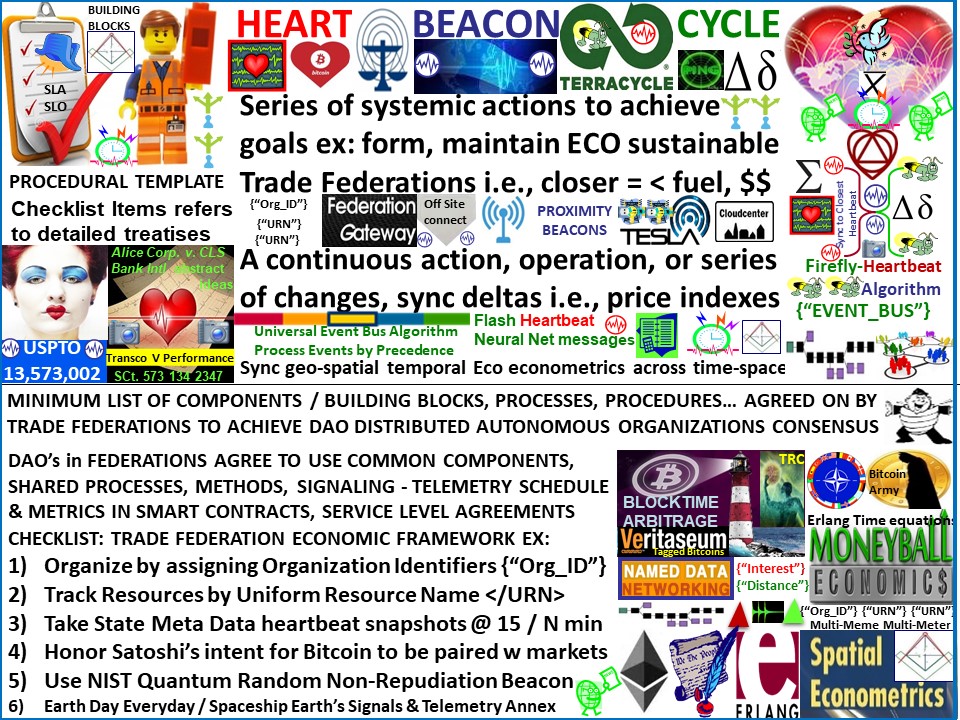 BUILDING
BLOCKS
SLA
SLO
HEART BEACON CYCLE
bitcoin
TERRACYCLE
PING
Δδ
Series of systemic actions to achieve
goals ex: form, maintain ECO sustainable
Trade Federations i.e., closer = < fuel, $$
PROCEDURAL TEMPLATE
Checklist Items refers
to detailed treatises
{“Org_ID”}
{“URN”}
{“URN”}
Federation
Gateway
Off Site
connect
PROXIMITY
BEACONS
TESLA
Cloudcenter
A continuous action, operation, or series
of changes, sync deltas i.e., price indexes
Alice Corp. v. CLS
Bank Intl. abstract
ideas
USPTO
13,573,002
Transco V Performance
SCt. 573 134 2347
Universal Event Bus Algorithm
Process Events by Precedence
Flash Heartbeat
Neural Net messages
Sync geo-spatial temporal Eco econometrics across time-space
X
Σ
Sync to Closest
Heartbeat
Δδ
Firefly-Heartbeat
Algorithm
{“EVENT_BUS”}
MINIMUM LIST OF COMPONENTS / BUILDING BLOCKS, PROCESSES, PROCEDURES... AGREED ON BY
TRADE FEDERATIONS TO ACHIEVE DAO DISTRIBUTED AUTONOMOUS ORGANIZATIONS CONSENSUS
DAO’s in FEDERATIONS AGREE TO USE COMMON COMPONENTS,
SHARED PROCESSES, METHODS, SIGNALING - TELEMETRY SCHEDULE
& METRICS IN SMART CONTRACTS, SERVICE LEVEL AGREEMENTS
CHECKLIST: TRADE FEDERATION ECONOMIC FRAMEWORK EX:
1) Organize by assigning Organization Identifiers {“Org_ID”}
2) Track Resources by Uniform Resource Name </URN>
3) Take State Meta Data heartbeat snapshots @ 15 / N min
4) Honor Satoshi’s intent for Bitcoin to be paired w markets
5) Use NIST Quantum Random Non-Repudiation Beacon
6) Earth Day Everyday / Spaceship Earth’s Signals & Telemetry Annex
BLOCKTIME
ARBITRAGE
TRC
Veritaseum
Tagged Bitcoins
Bitcoin
Army
Erlang Time equations
NAMED DATA
NETWORKING
{“Interest”}
{“Distance”}
MONEYBALL
ECONOMIC$
{“Org_ID”} {“URN”} {“URN”}
Multi-Meme Multi-Meter
We the People
ERLANG
Spatial
Econometrics